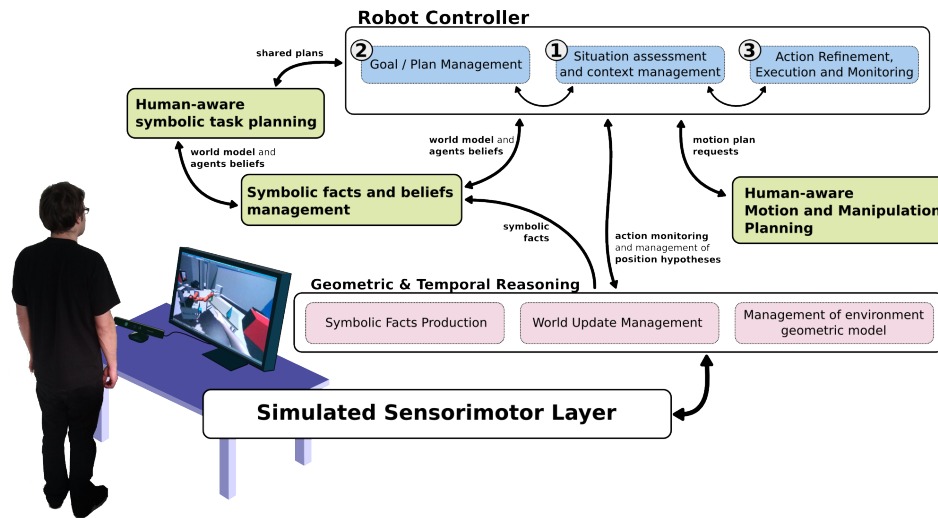 Robot Controller
2
Goal / Plan Management
1
Situation assessment
and context management
3
Action Refinement,
Execution and Monitoring
shared plans
Human-aware
symbolic task planning
world model and
agents beliefs
world model and
agents beliefs
motion plan
requests
Symbolic facts and beliefs
management
Human-aware
Motion and Manipulation
Planning
symbolic
facts
action monitoring
and management of
position hypotheses
Geometric & Temporal Reasoning
Symbolic Facts Production
World Update Management
Management of environment
geometric model
Simulated Sensorimotor Layer